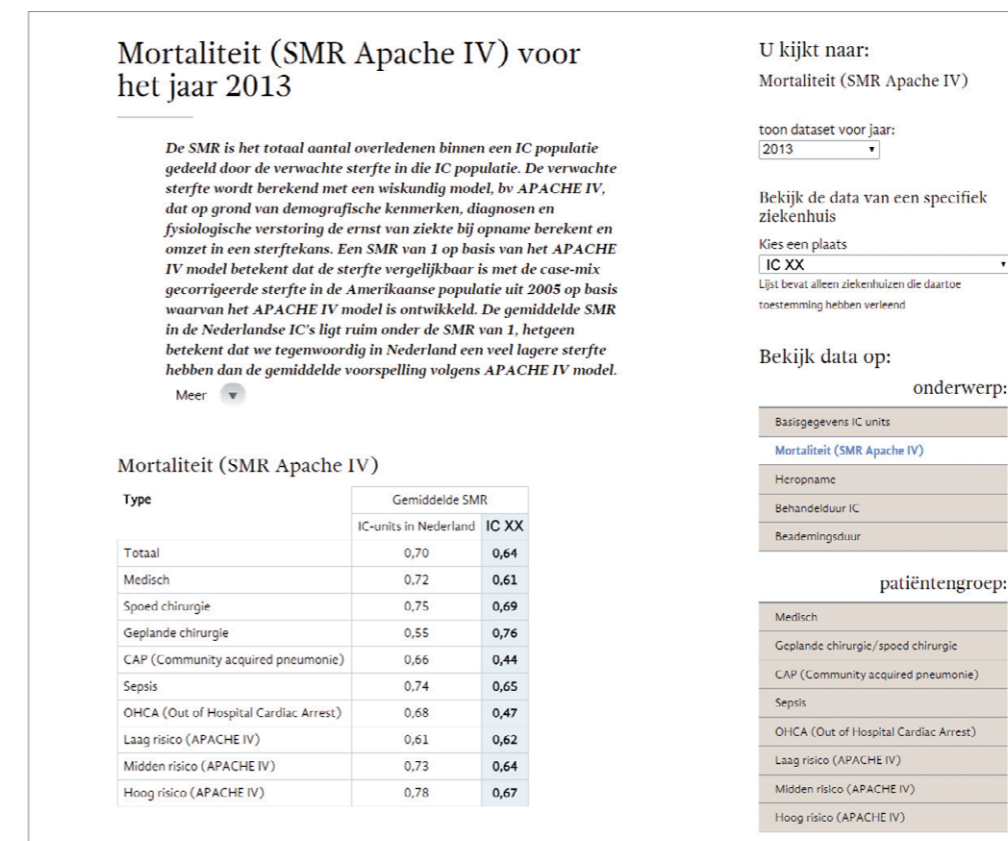 Mortaliteit (SMR Apache IV) voor
het jaar 2013
De SMR is het totaal aantal overledenen binnen een IC populatie
gedeeld door de verwachte sterfte in die IC populatie. De verwachte
sterfte wordt berekend met een wiskundig model, bv APACHE IV,
dat op grond van demografische kenmerken, diagnosen en
fysiologische verstoring de ernst van ziekte bij opname berekent en
omzet in een sterftekans. Een SMR van 1 op basis van het APACHE
IV model betekent dat de sterfte vergelijkbaar is met de case-mix
gecorrigeerde sterfte in de Amerikaanse populatie uit 2005 op basis
waarvan het APACHE IV model is ontwikkeld. De gemiddelde SMR
in de Nederlandse IC's ligt ruim onder de SMR van 1, hetgeen
betekent dat we tegenwoordig in Nederland een veel lagere sterfte
hebben dan de gemiddelde voorspelling volgens APACHE IV model.
Meer
Mortaliteit (SMR Apache IV)
Type Gemiddelde SMR
IC-units in Nederland IC XX
Totaal 0,70 0,64
Medisch 0,72 0,61
Spoed chirurgie 0,75 0,69
Geplande chirurgie 0,55 0,76
CAP (Community acquired pneumonie) 0,66 0,44
Sepsis 0,74 0,65
OHCA (Out of Hospital Cardiac Arrest) 0,68 0,47
Laag risico (APACHE IV) 0,61 0,62
Midden risico (APACHE IV) 0,73 0,64
Hoog risico (APACHE IV) 0,78 0,67
U kijkt naar:
Mortaliteit (SMR Apache IV)
toon dataset voor jaar:
2013
Bekijk de data van een specifiek
ziekenhuis
Kies een plaats
IC XX
Lijst bevat alleen ziekenhuizen die daartoe
toestemming hebben verleend
Bekijk data op:
onderwerp:
Basisgegevens IC units
Mortaliteit (SMR Apache IV)
Heropname
Behandelduur IC
Beademingsduur
patiëntengroep:
Medisch
Geplande chirurgie/spoed chirurgie
CAP (Community acquired pneumonie)
Sepsis
OHCA (Out of Hospital Cardiac Arrest)
Laag risico (APACHE IV)
Midden risico (APACHE IV)
Hoog risico (APACHE IV)